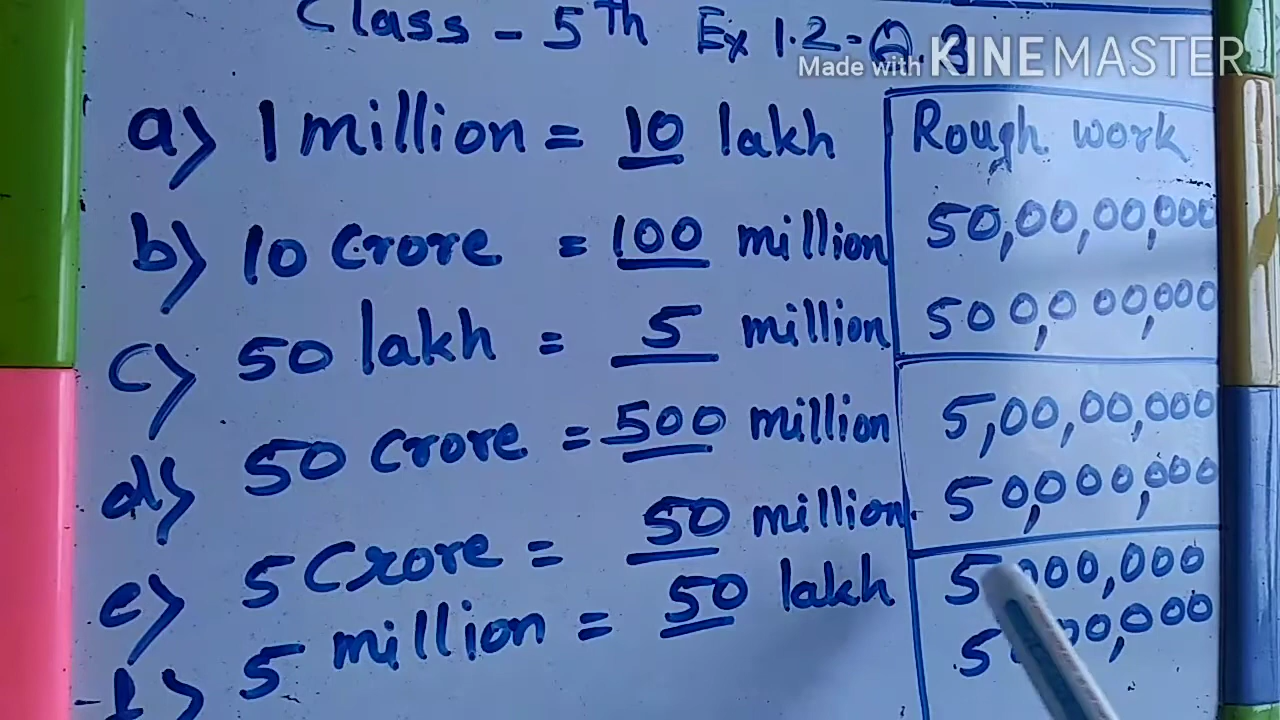 Class - 5th Ex 1.2 - Q.3
Made with KINEMASTER
a) 1 million = 10 lakh
b) 10 Crore = 100 million
c) 50 lakh = 5 million
d) 50 crore = 500 million
e) 5 Crore = 50 million.
f) 5 million = 50 lakh
Rough work
50,00,00,000
500,000,000
5,00,00,000
50,000,000